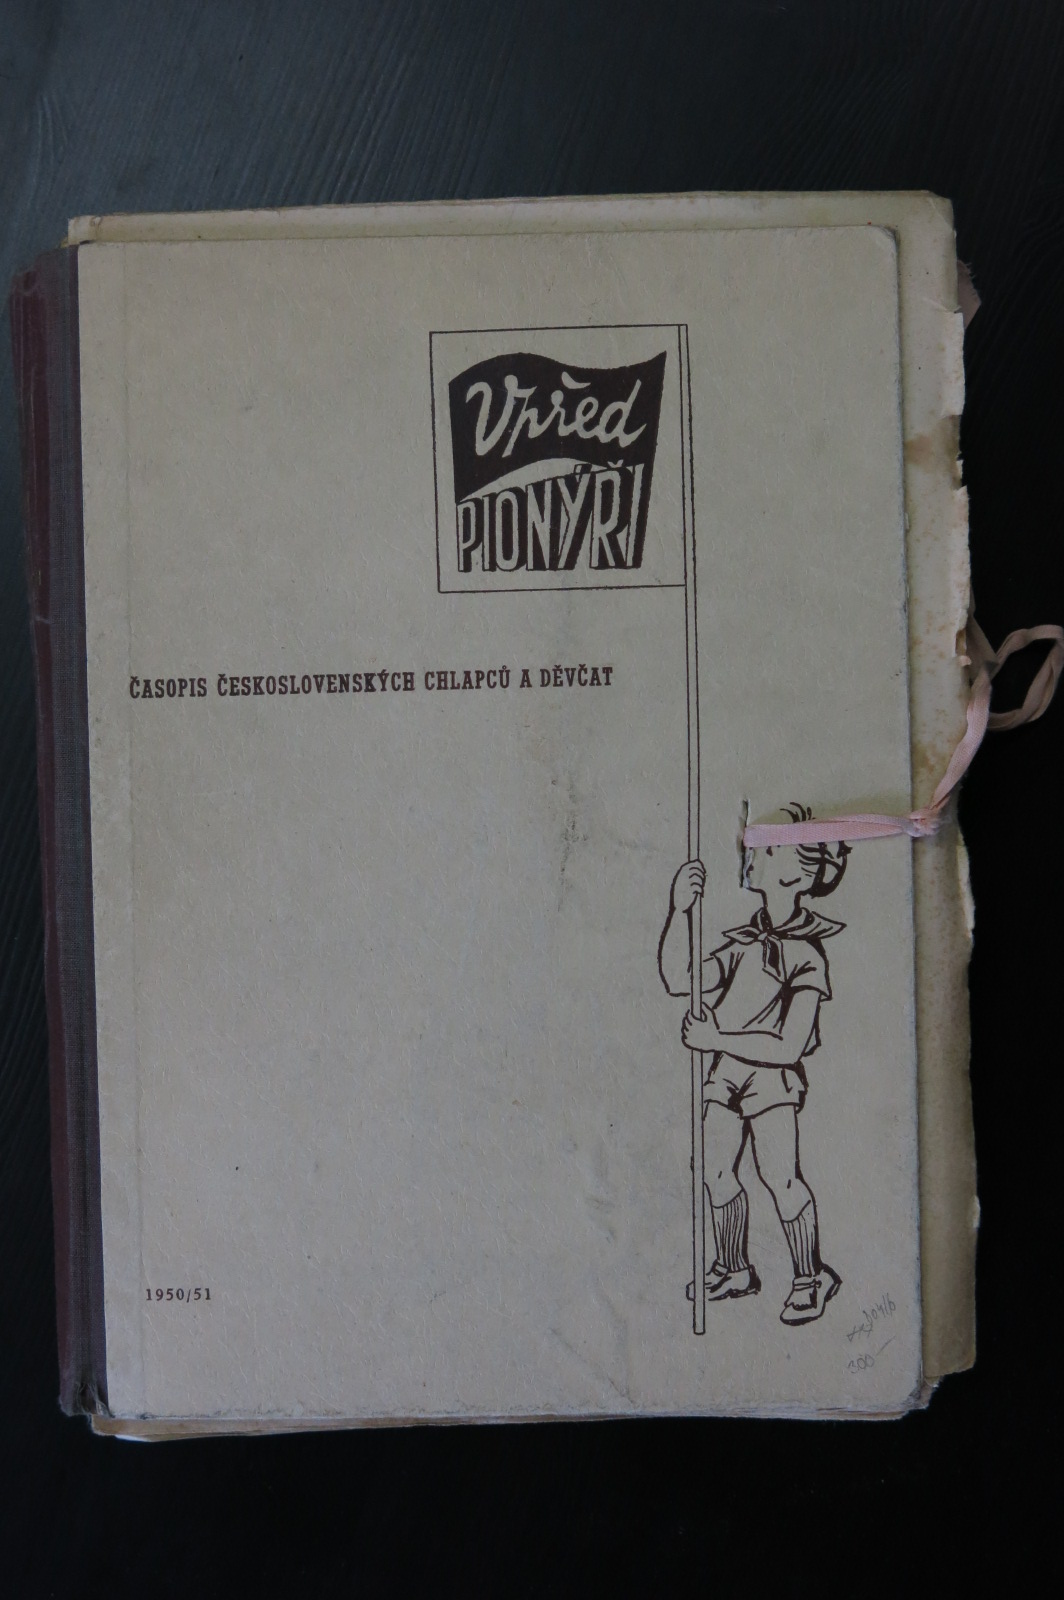 Vpřed
PIONÝŘI
ČASOPIS ČESKOSLOVENSKÝCH CHLAPCŮ A DĚVČAT
1950/51
300